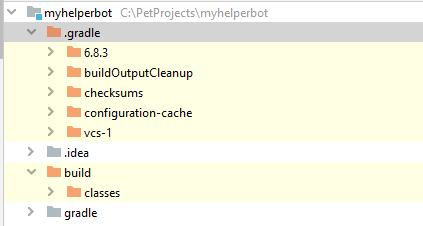 myhelperbot C:\PetProjects\myhelperbot
.gradle
6.8.3
buildOutputCleanup
checksums
configuration-cache
vcs-1
.idea
build
classes
gradle